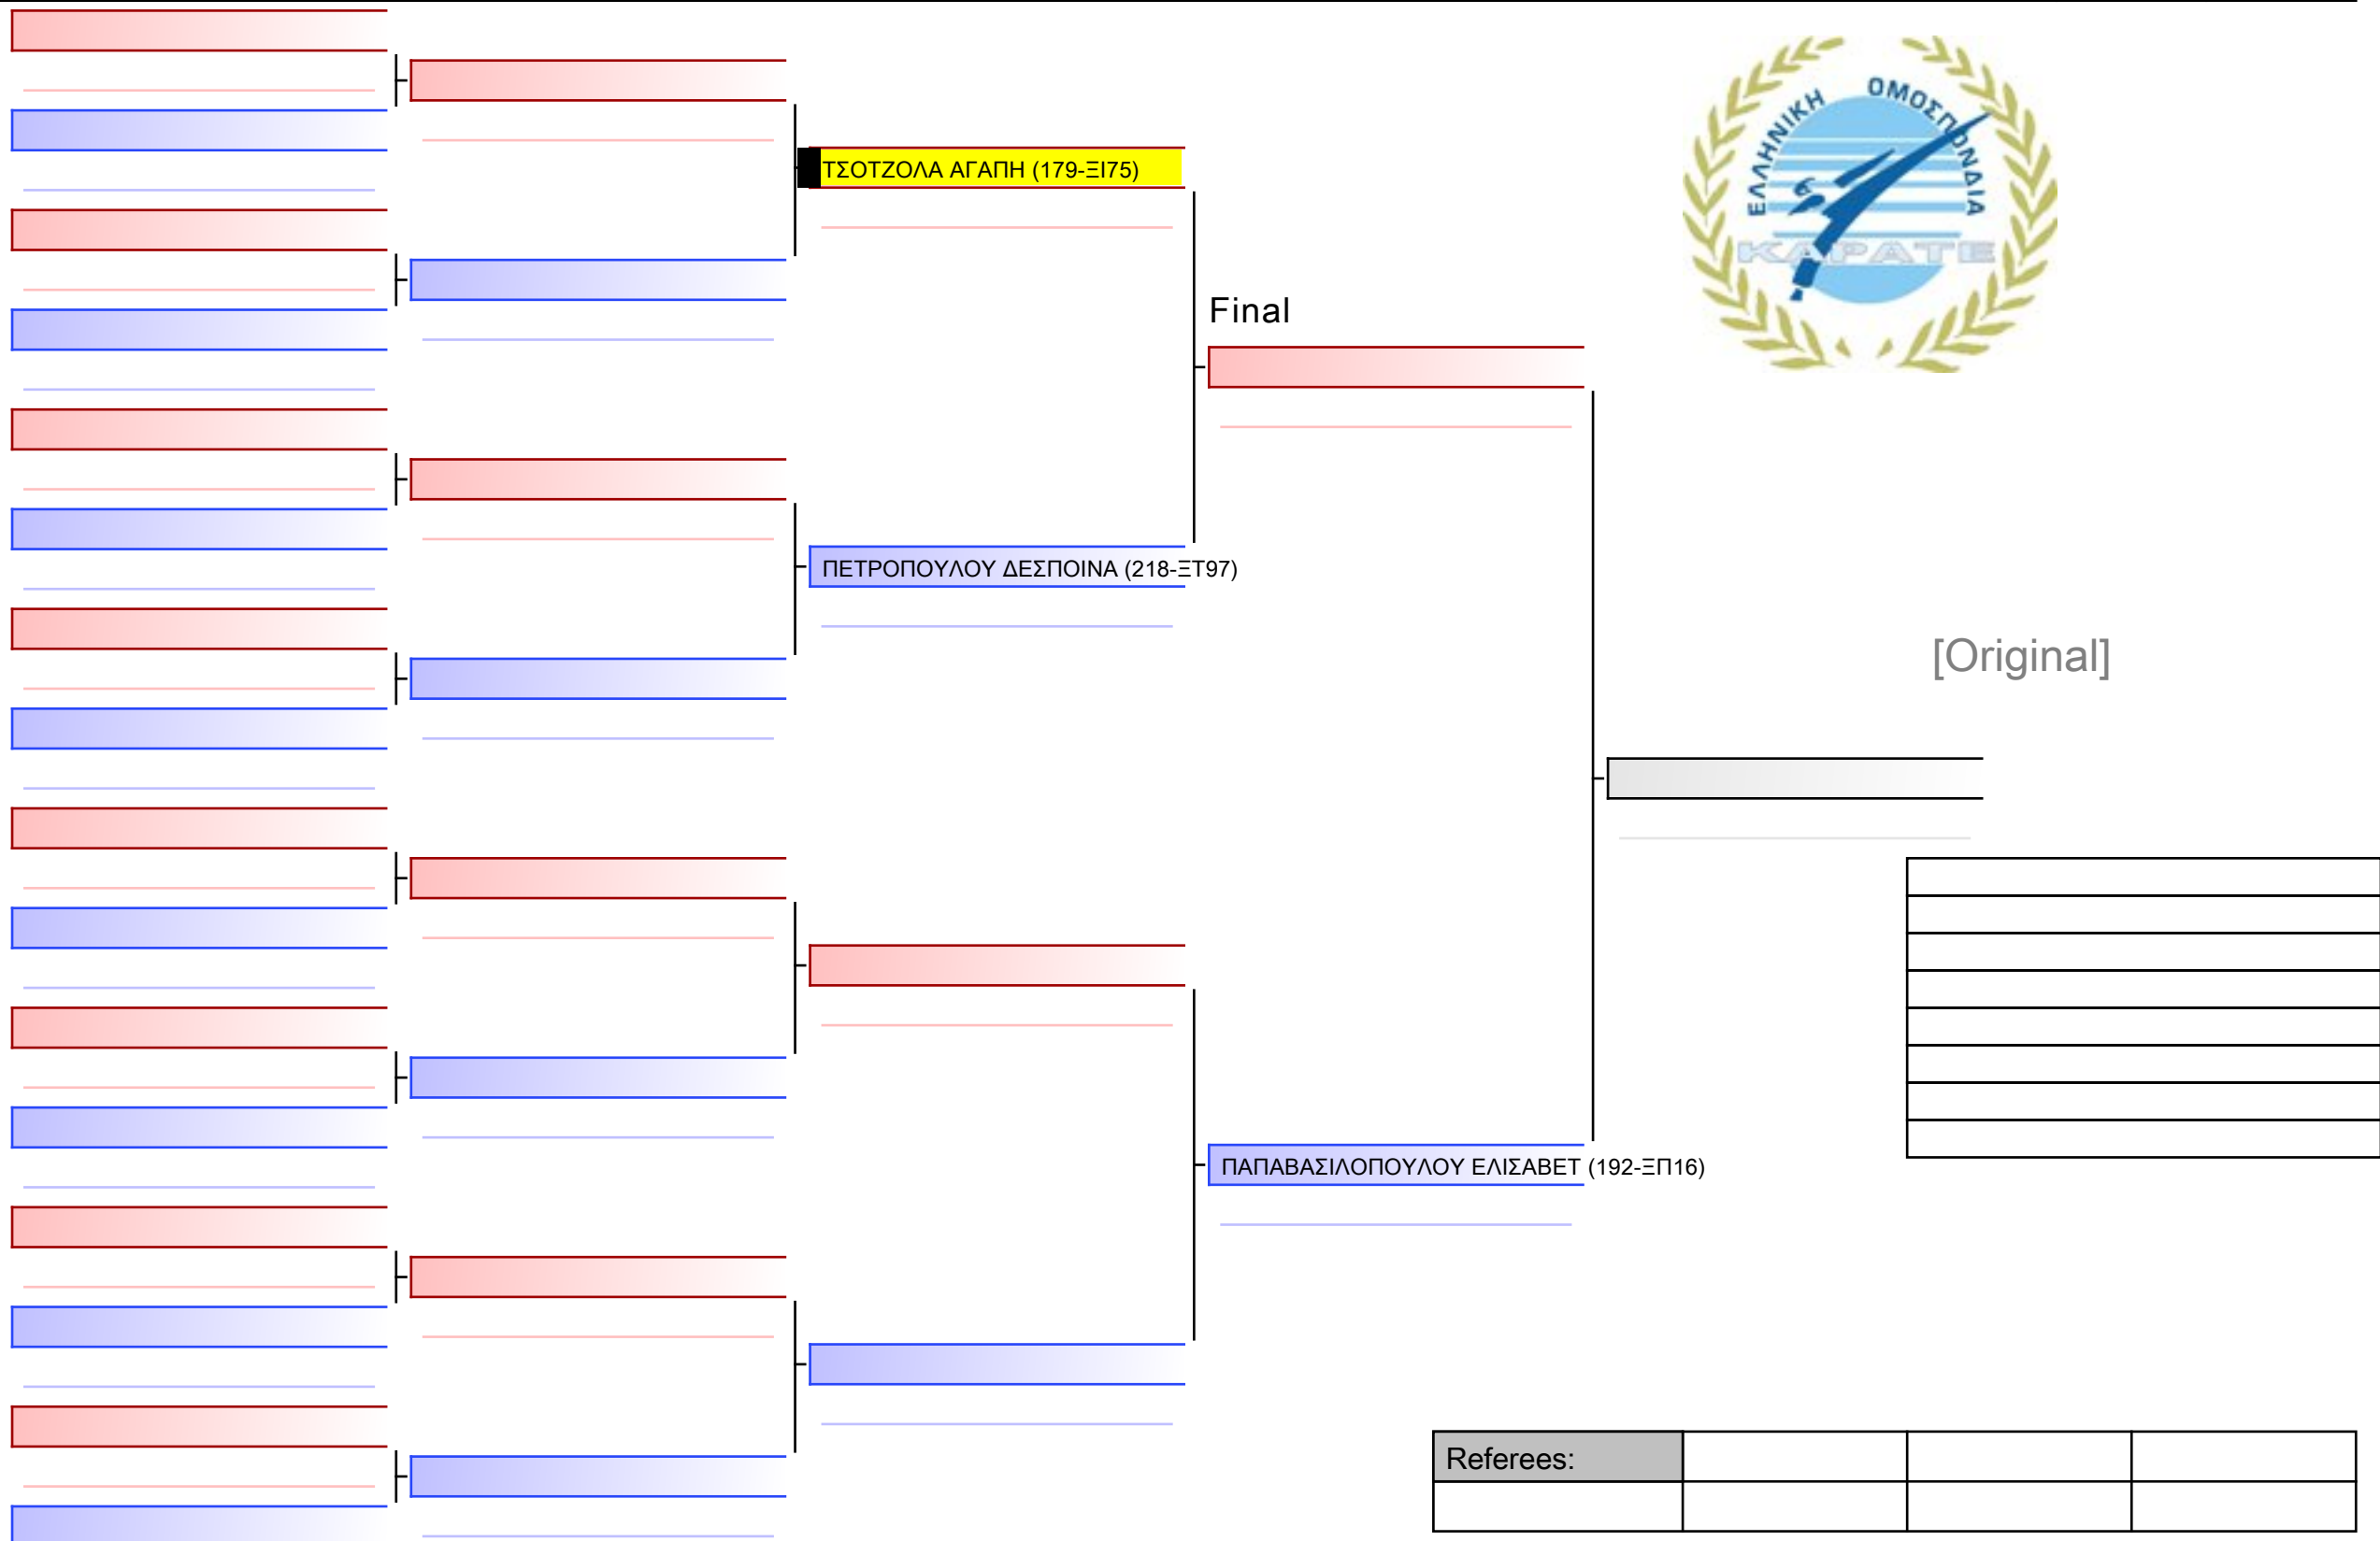 ΕΛΛΗΝΙΚΗ ΟΜΟΣΠΟΝΔΙΑ
ΚΑΡΑΤΕ
ΤΣΟΤΖΟΛΑ ΑΓΑΠΗ (179-ΞΙ75)
Final
ΠΕΤΡΟΠΟΥΛΟΥ ΔΕΣΠΟΙΝΑ (218-ΞΤ97)
[Original]
ΠΑΠΑΒΑΣΙΛΟΠΟΥΛΟΥ ΕΛΙΣΑΒΕΤ (192-ΞΠ16)
Referees: